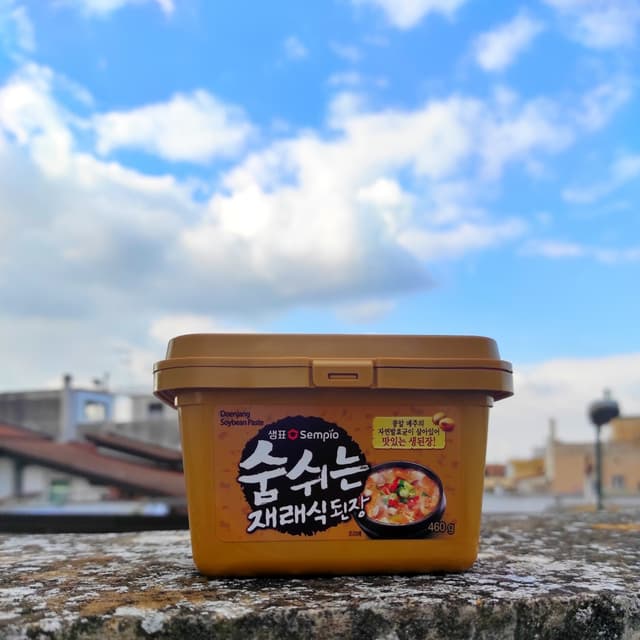 Doenjang
Soybean Paste
샘표 Sempio
숨쉬는
재래식된장
콩알 메주의
자연발효균이 살아있어
맛있는 생된장!
460 g